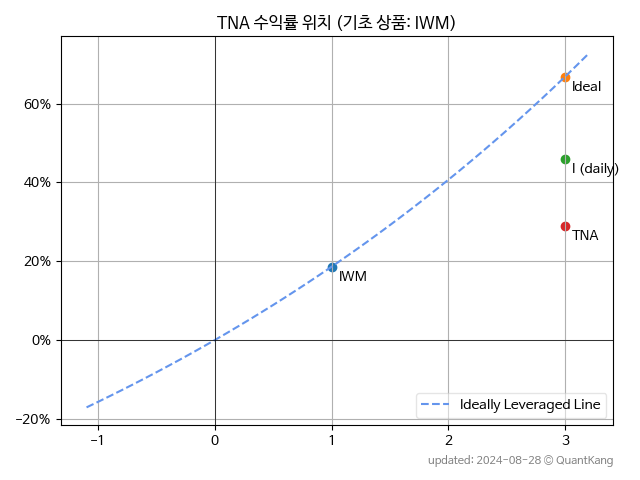 TNA 수익률 위치 (기초 상품: IWM)
60%
40%
20%
0%
−20%
Ideal
I (daily)
TNA
IWM
Ideally Leveraged Line
−1
0
1
2
3
updated: 2024-08-28 © QuantKang